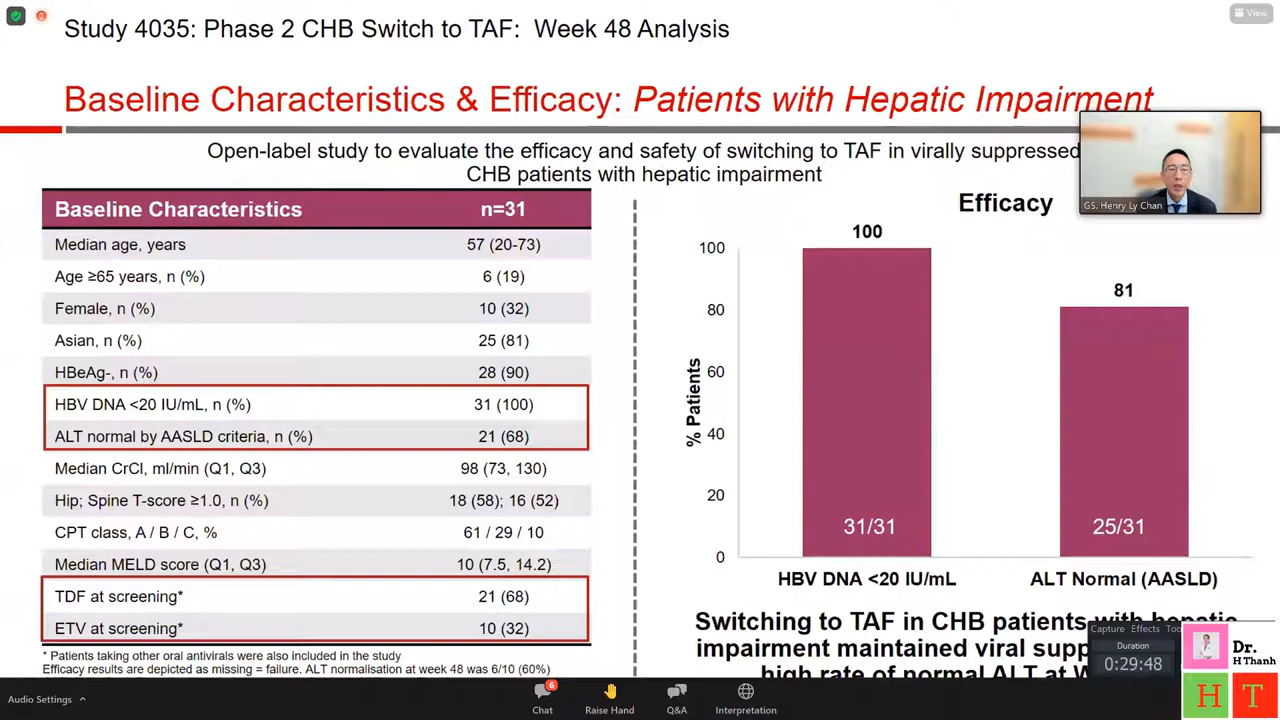 View
Study 4035: Phase 2 CHB Switch to TAF: Week 48 Analysis
Baseline Characteristics & Efficacy: Patients with Hepatic Impairment
Open-label study to evaluate the efficacy and safety of switching to TAF in virally suppressed
CHB patients with hepatic impairment
GS. Henry Ly Chan
Baseline Characteristics n=31
Median age, years 57 (20-73)
Age ≥65 years, n (%) 6 (19)
Female, n (%) 10 (32)
Asian, n (%) 25 (81)
HBeAg-, n (%) 28 (90)
HBV DNA <20 IU/mL, n (%) 31 (100)
ALT normal by AASLD criteria, n (%) 21 (68)
Median CrCl, ml/min (Q1, Q3) 98 (73, 130)
Hip; Spine T-score ≥1.0, n (%) 18 (58); 16 (52)
CPT class, A / B / C, % 61 / 29 / 10
Median MELD score (Q1, Q3) 10 (7.5, 14.2)
TDF at screening* 21 (68)
ETV at screening* 10 (32)
* Patients taking other oral antivirals were also included in the study
Efficacy results are depicted as missing = failure. ALT normalisation at week 48 was 6/10 (60%)
Efficacy
% Patients
100
80
60
40
20
0
100
81
31/31
25/31
HBV DNA <20 IU/mL
ALT Normal (AASLD)
Switching to TAF in CHB patients with hepatic
impairment maintained viral supp
high rate of normal ALT at W
Capture Effects Too
Duration
0:29:48
Dr.
H Thanh
H T
Audio Settings
Chat
6
Raise Hand
Q&A
Interpretation